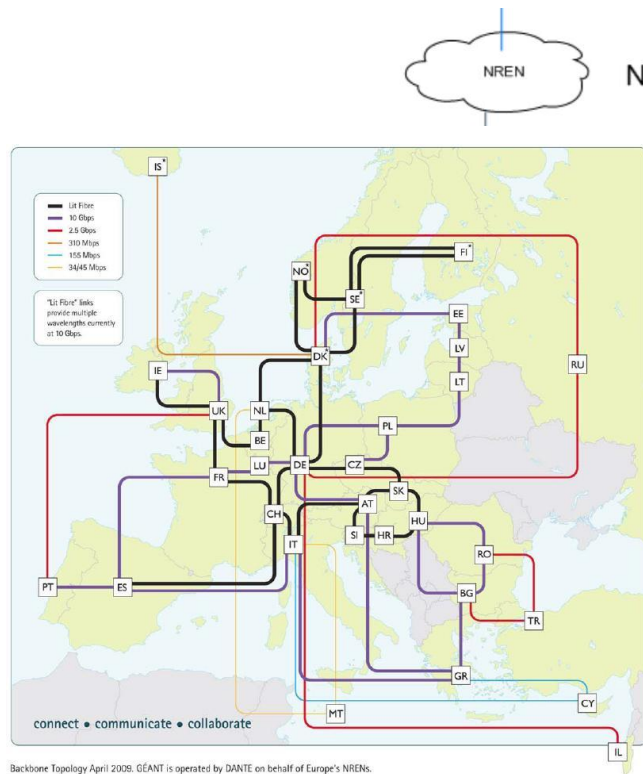 NREN
N
IS*
Lit Fibre
10 Gbps
2.5 Gbps
310 Mbps
155 Mbps
34/45 Mbps
"Lit Fibre" links
provide multiple
wavelengths currently
at 10 Gbps.
NO*
FI*
SE*
EE
DK*
LV
IE
RU
LT
UK
NL
PL
BE
LU
DE
CZ
FR
SK
AT
CH
HU
SI
HR
IT
RO
PT
ES
BG
TR
GR
CY
MT
connect • communicate • collaborate
IL
Backbone Topology April 2009. GÉANT is operated by DANTE on behalf of Europe's NRENs.